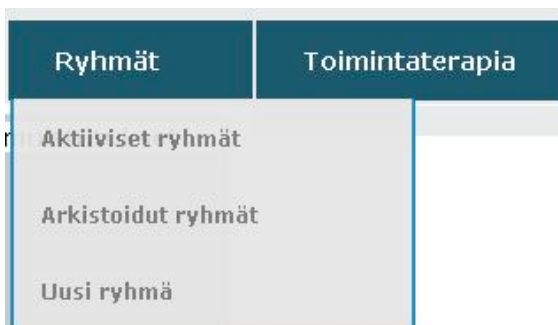 Ryhmät Toimintaterapia
Aktiiviset ryhmät
Arkistoidut ryhmät
Uusi ryhmä